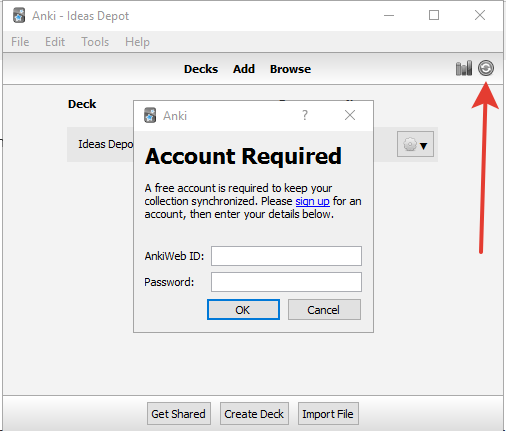 Anki - Ideas Depot
File Edit Tools Help
Decks Add Browse
Deck
Ideas Depo
Anki
Account Required
A free account is required to keep your
collection synchronized. Please sign up for an
account, then enter your details below.
AnkiWeb ID:
Password:
OK Cancel
Get Shared Create Deck Import File